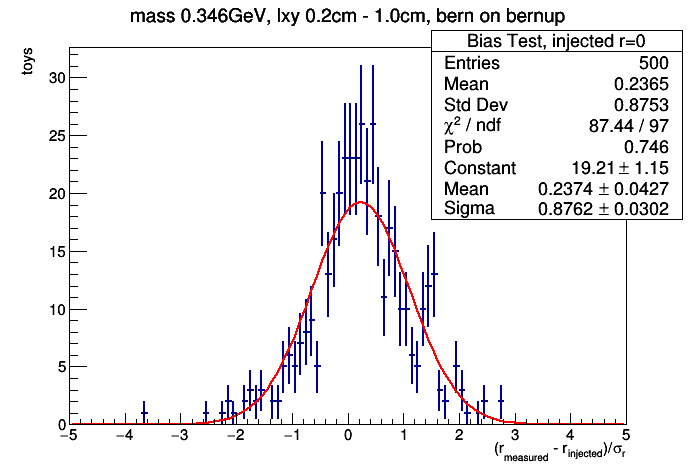 mass 0.346GeV, lxy 0.2cm - 1.0cm, bern on bernup
toys
Bias Test, injected r=0
Entries 500
Mean 0.2365
Std Dev 0.8753
χ² / ndf 87.44 / 97
Prob 0.746
Constant 19.21 ± 1.15
Mean 0.2374 ± 0.0427
Sigma 0.8762 ± 0.0302
30
25
20
15
10
5
0
−5 −4 −3 −2 −1 0 1 2 3 4 5
(r_measured - r_injected)/σ_r